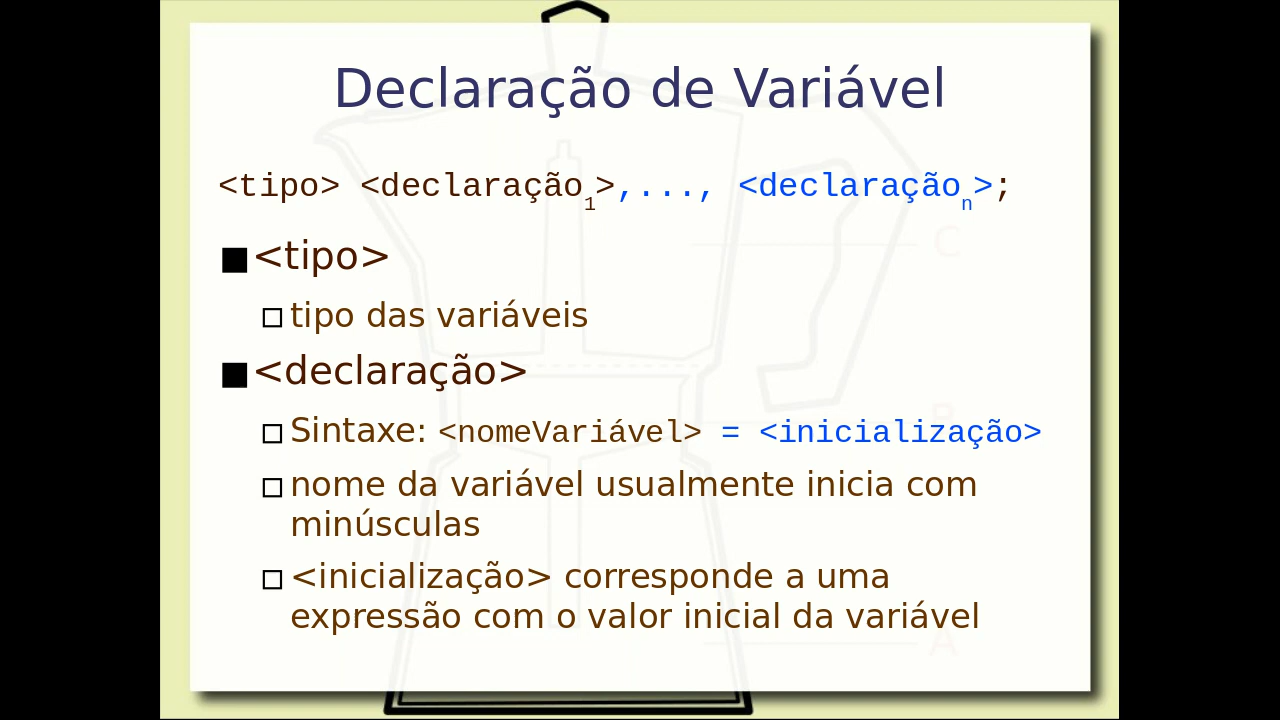 Declaração de Variável
<tipo> <declaração1>,..., <declaraçãon>;
<tipo>
tipo das variáveis
<declaração>
Sintaxe: <nomeVariável> = <inicialização>
nome da variável usualmente inicia com
minúsculas
<inicialização> corresponde a uma
expressão com o valor inicial da variável
C
B
A